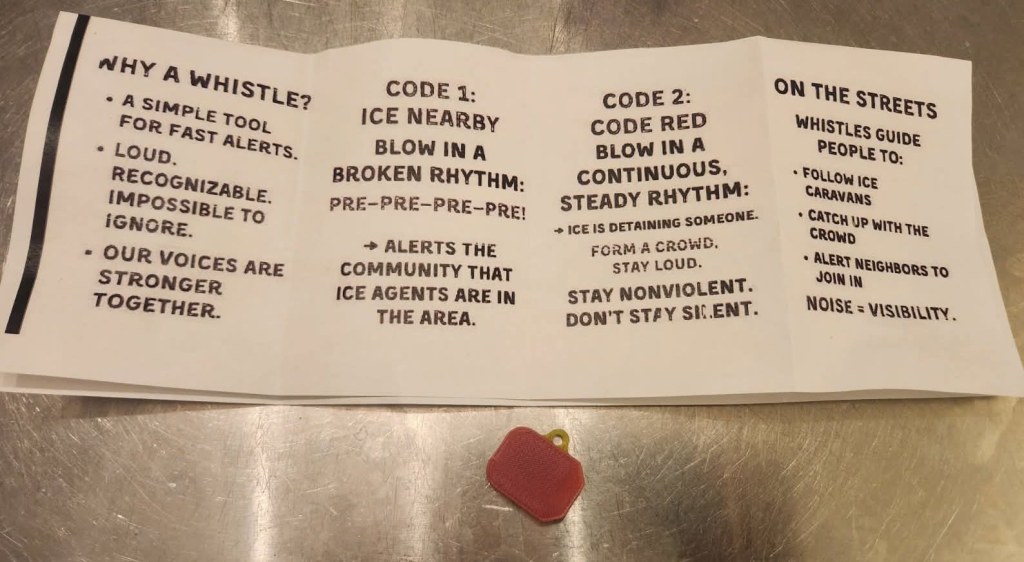 WHY A WHISTLE?
• A SIMPLE TOOL
FOR FAST ALERTS.
• LOUD.
RECOGNIZABLE.
IMPOSSIBLE TO
IGNORE.
• OUR VOICES ARE
STRONGER
TOGETHER.
CODE 1:
ICE NEARBY
BLOW IN A
BROKEN RHYTHM:
PRE-PRE-PRE-PRE!
→ ALERTS THE
COMMUNITY THAT
ICE AGENTS ARE IN
THE AREA.
CODE 2:
CODE RED
BLOW IN A
CONTINUOUS,
STEADY RHYTHM:
→ ICE IS DETAINING SOMEONE.
FORM A CROWD.
STAY LOUD.
STAY NONVIOLENT.
DON'T STAY SILENT.
ON THE STREETS
WHISTLES GUIDE
PEOPLE TO:
• FOLLOW ICE
CARAVANS
• CATCH UP WITH THE
CROWD
• ALERT NEIGHBORS TO
JOIN IN
NOISE = VISIBILITY.